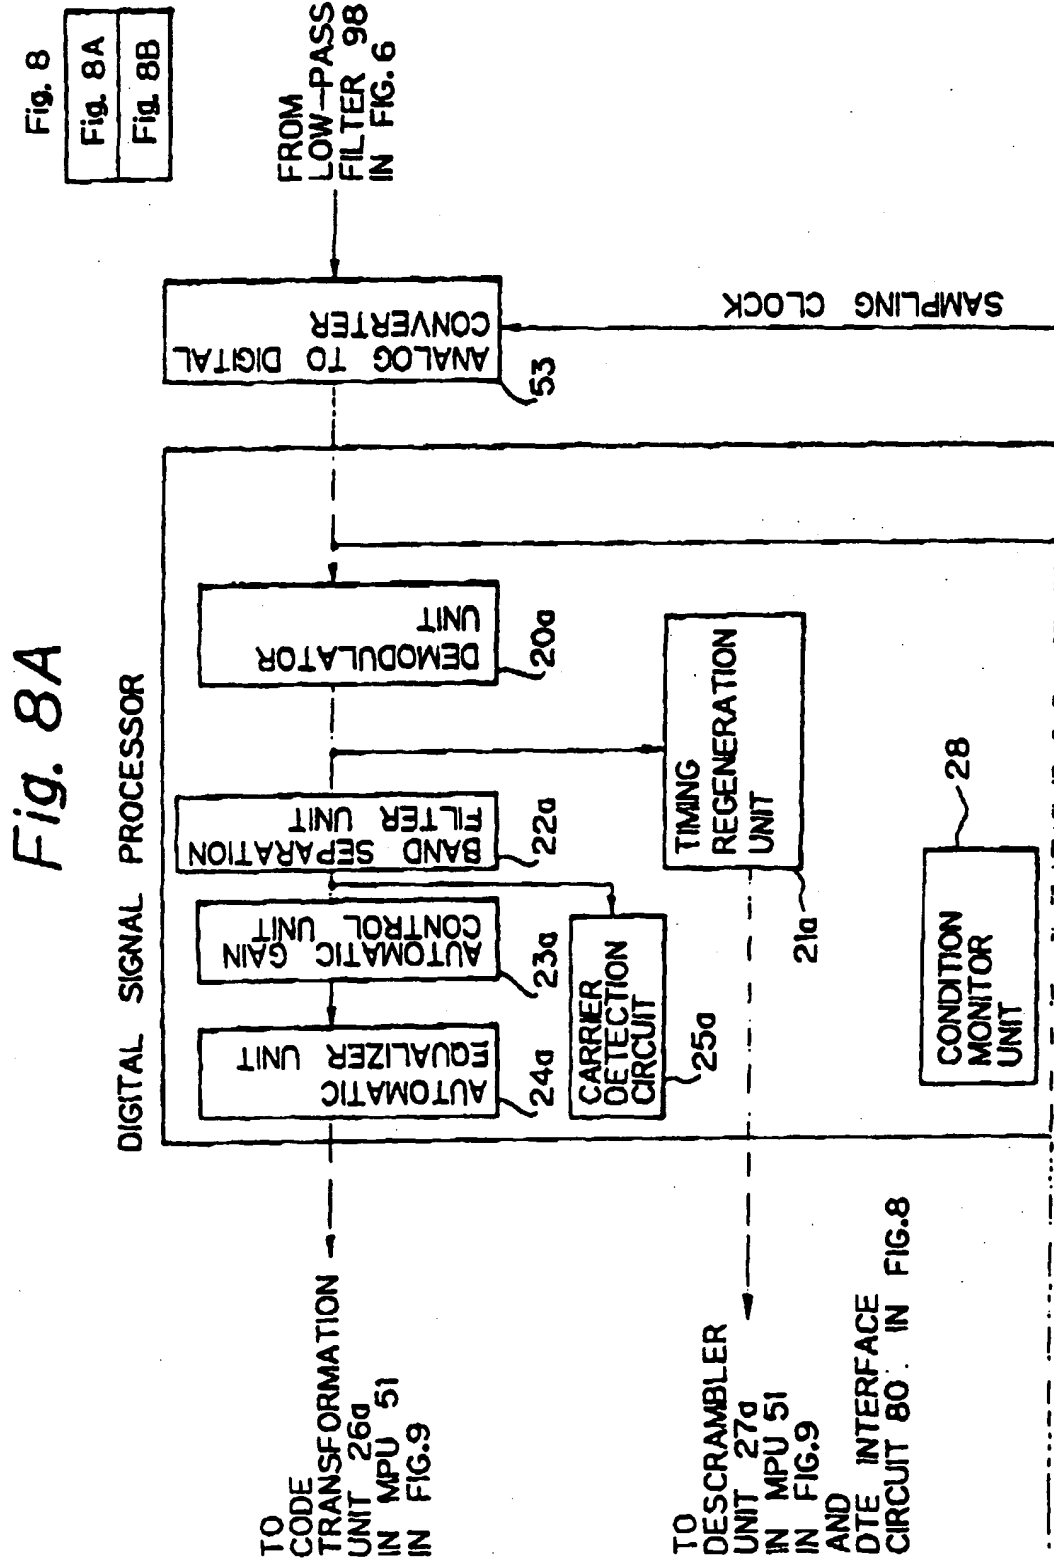 Fig. 8
Fig. 8A
Fig. 8B
Fig. 8A
DIGITAL SIGNAL PROCESSOR
FROM
LOW-PASS
FILTER 98
IN FIG. 6
ANALOG TO DIGITAL
CONVERTER
53
SAMPLING CLOCK
DEMODULATOR
UNIT
20a
BAND SEPARATION
FILTER UNIT
22a
AUTOMATIC GAIN
CONTROL UNIT
23a
AUTOMATIC
EQUALIZER UNIT
24a
CARRIER
DETECTION
CIRCUIT
25a
TIMING
REGENERATION
UNIT
21a
CONDITION
MONITOR
UNIT
28
TO
CODE
TRANSFORMATION
UNIT 26a
IN MPU 51
IN FIG.9
TO
DESCRAMBLER
UNIT 27a
IN MPU 51
IN FIG.9
AND
DTE INTERFACE
CIRCUIT 80. IN FIG.8